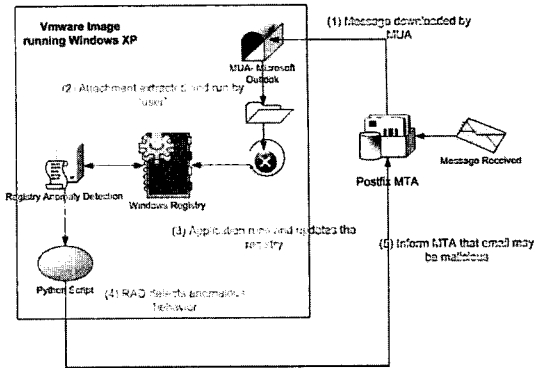 Vmware Image
running Windows XP
(1) Message downloaded by
MUA
MUA- Microsoft
Outlook
(2) Attachment extracted and run by
"user"
Message Received
Postfix MTA
Registry Anomaly Detection
Windows Registry
(3) Application runs and updates the
registry
(5) Inform MTA that email may
be malicious
Python Script
(4) RAD detects anomalous
behavior